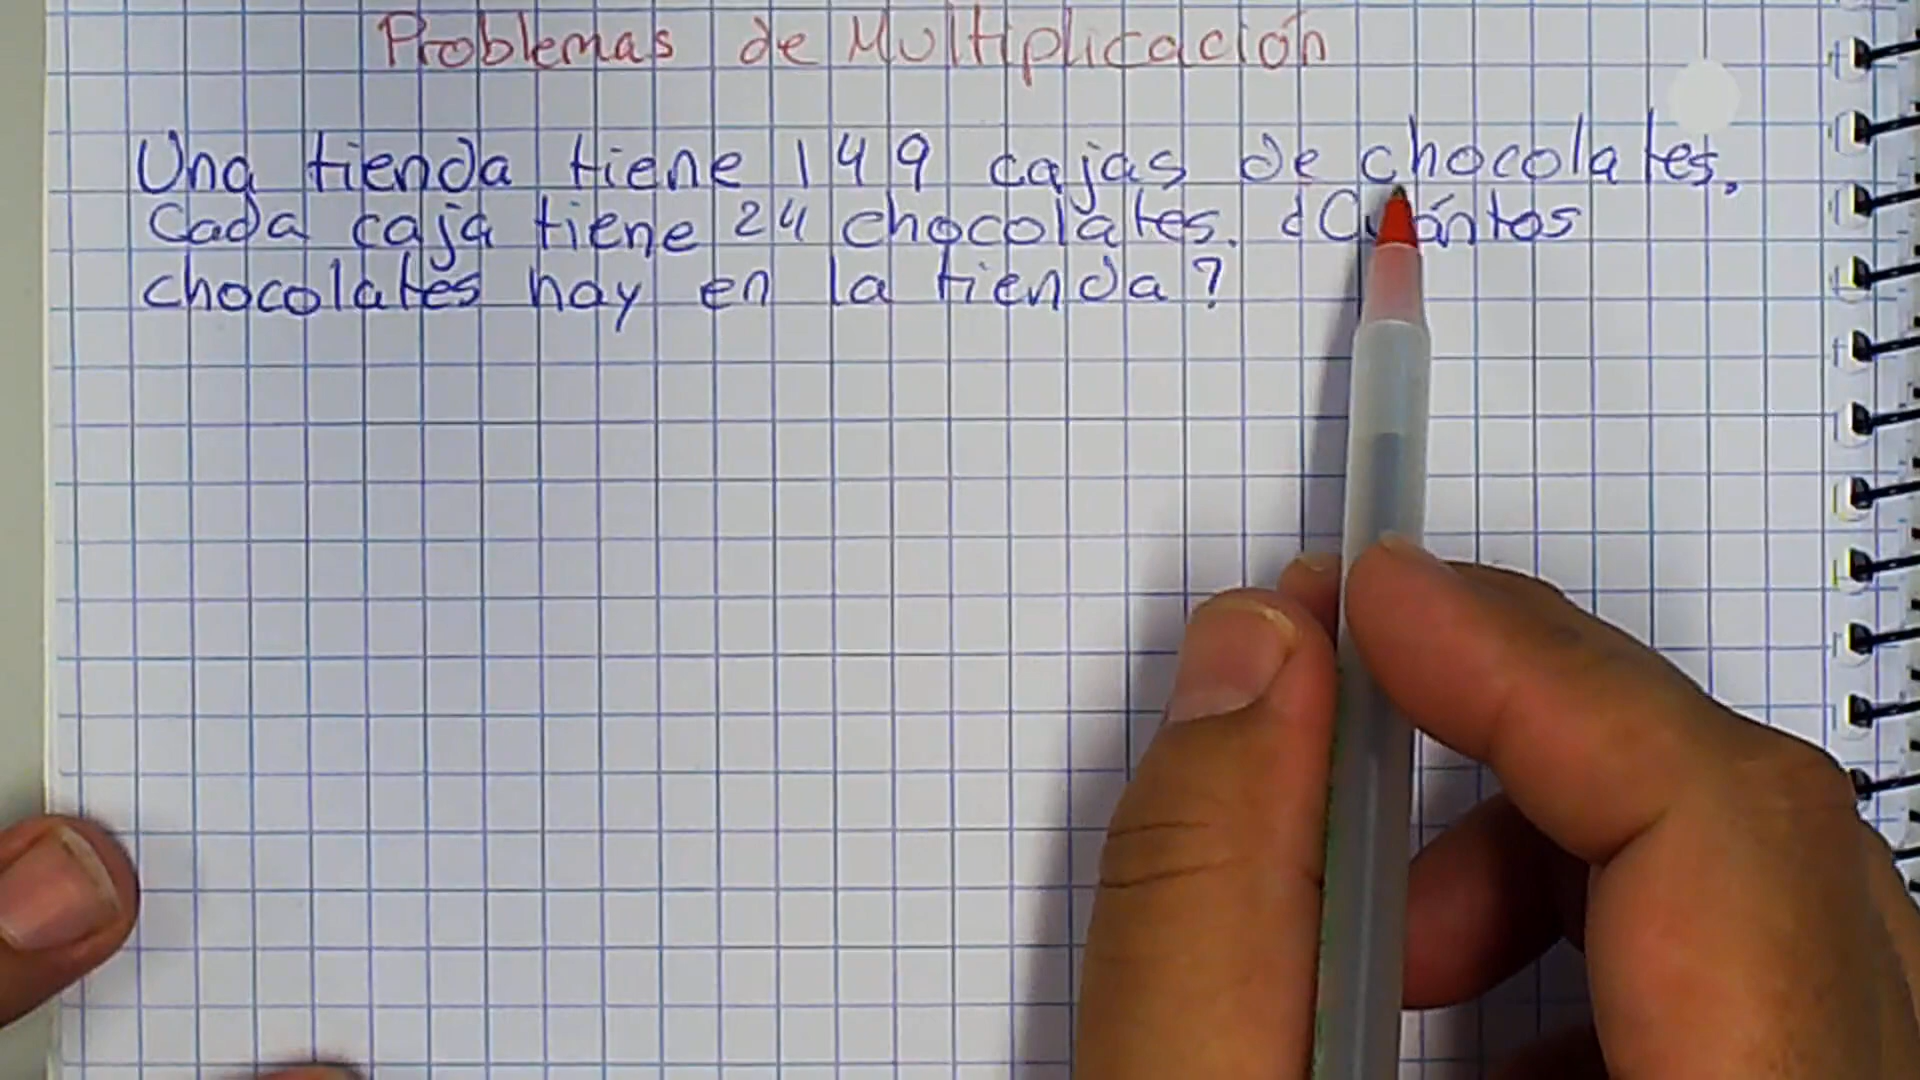 Problemas de Multiplicación
Una tienda tiene 149 cajas de chocolates.
Cada caja tiene 24 chocolates. ¿Cuántos
chocolates hay en la tienda?